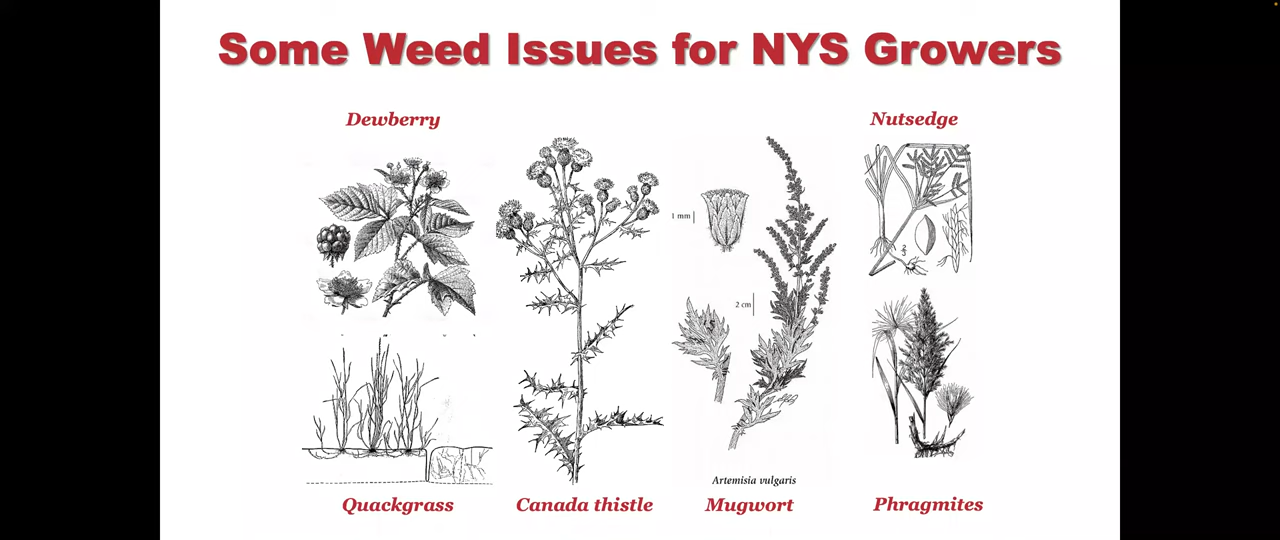 Some Weed Issues for NYS Growers
Dewberry
Nutsedge
1 mm
2 cm
Artemisia vulgaris
Quackgrass
Canada thistle
Mugwort
Phragmites